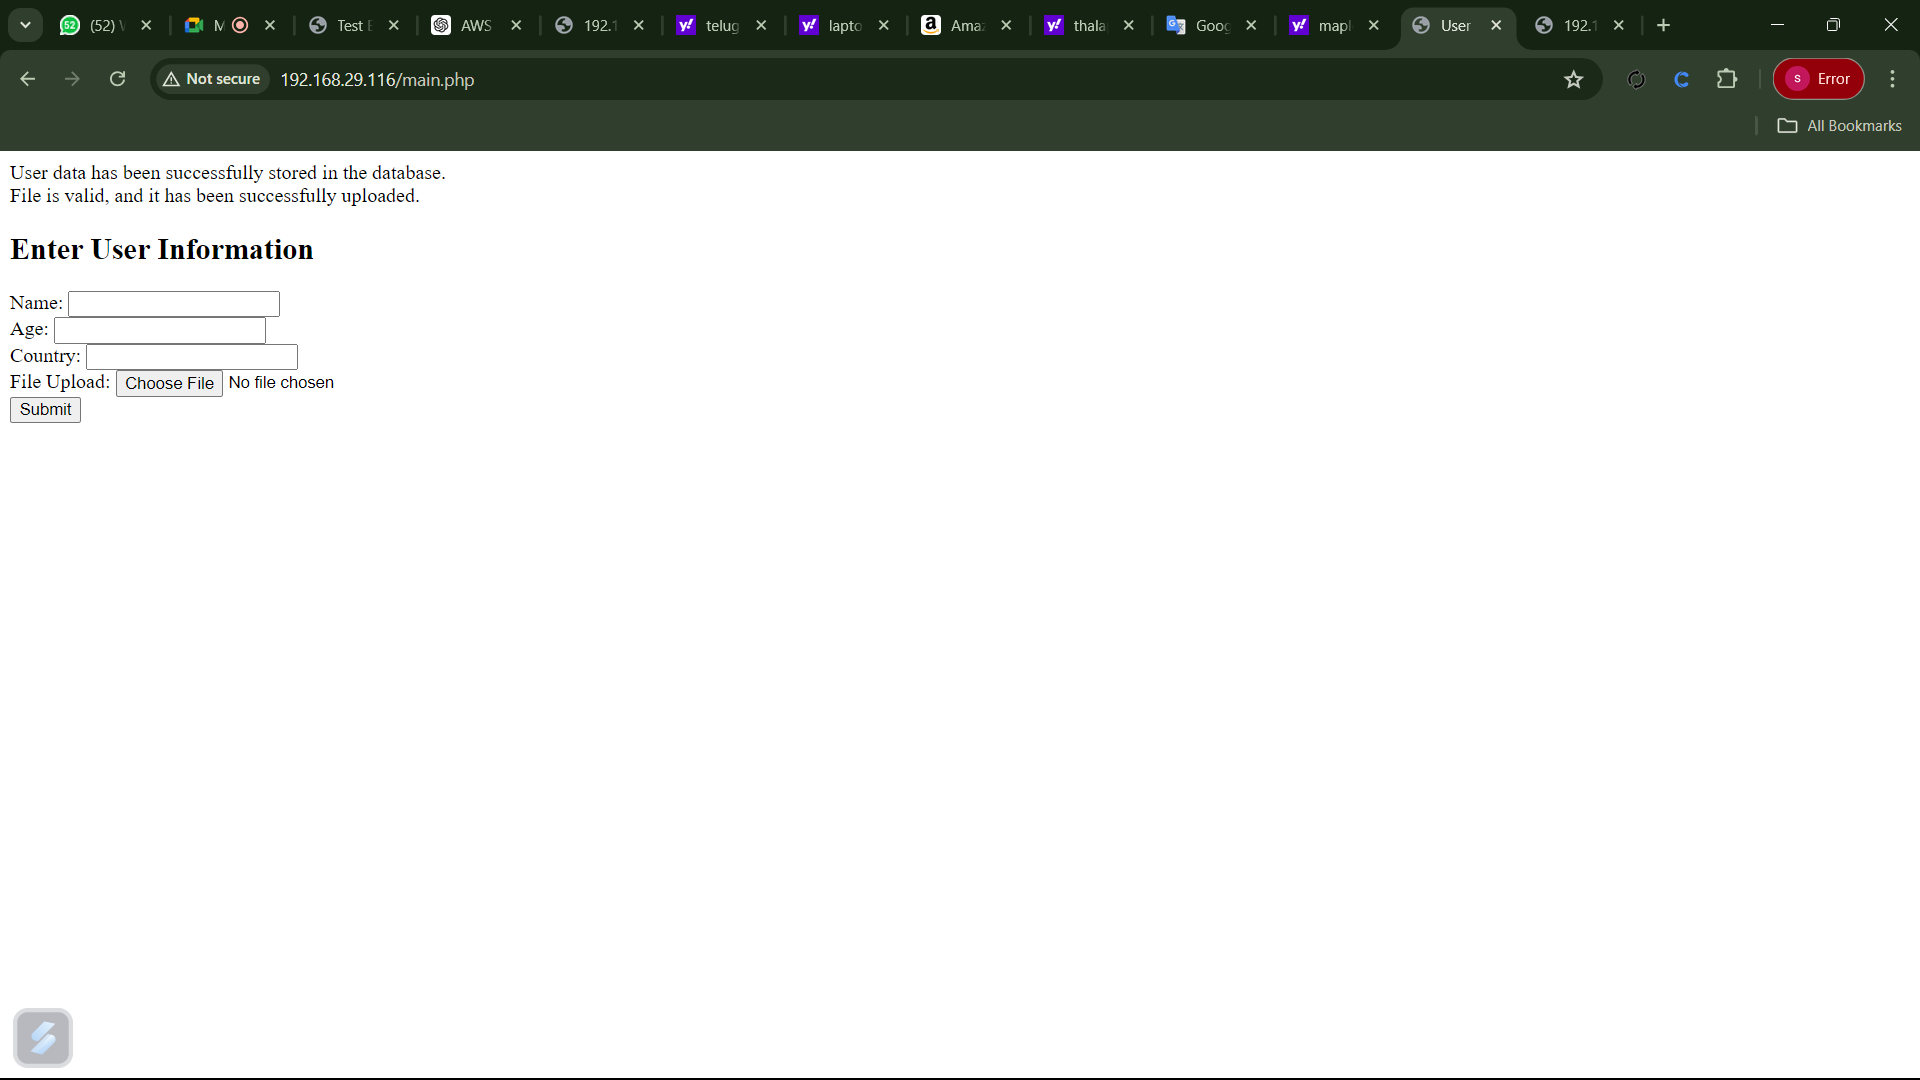 52 (52) W
M
Test E
AWS
192.1
y! telug
y! lapto
a Ama
y! thala
G Goog
y! mapl
User
192.1
Not secure
192.168.29.116/main.php
C
S Error
All Bookmarks
User data has been successfully stored in the database.
File is valid, and it has been successfully uploaded.
Enter User Information
Name:
Age:
Country:
File Upload: Choose File No file chosen
Submit